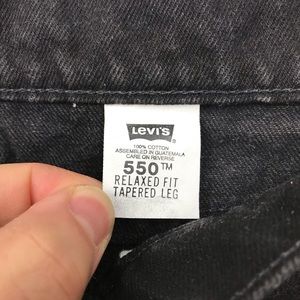 LEVI'S®
100% COTTON
ASSEMBLED IN GUATEMALA
CARE ON REVERSE
550™
RELAXED FIT
TAPERED LEG